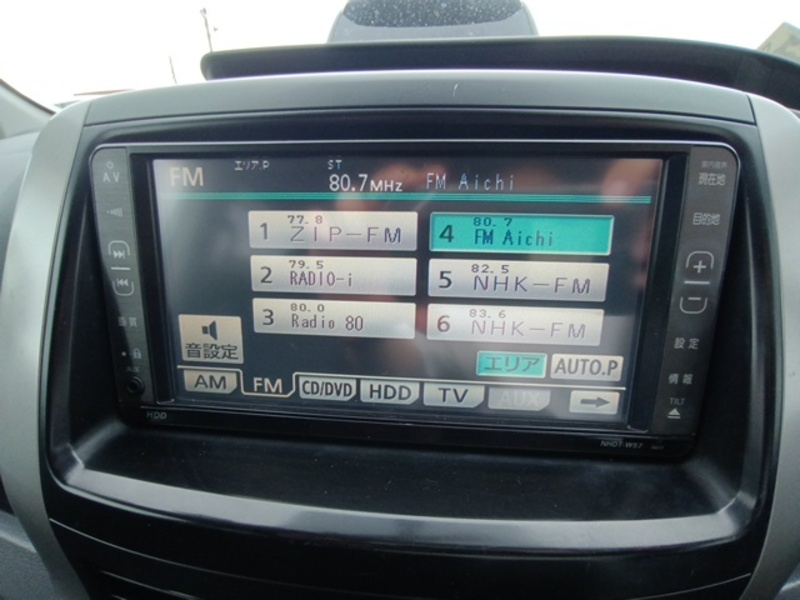 AV
FM エリア.P ST 80.7MHz FM Aichi
現在地
目的地
77.8
1 ZIP-FM
80.7
4 FM Aichi
79.5
2 RADIO-i
82.5
5 NHK-FM
80.0
3 Radio 80
83.6
6 NHK-FM
音設定
エリア AUTO.P
AM FM CD/DVD HDD TV AUX
設定
情報
TILT
HDD
NHDT-W57